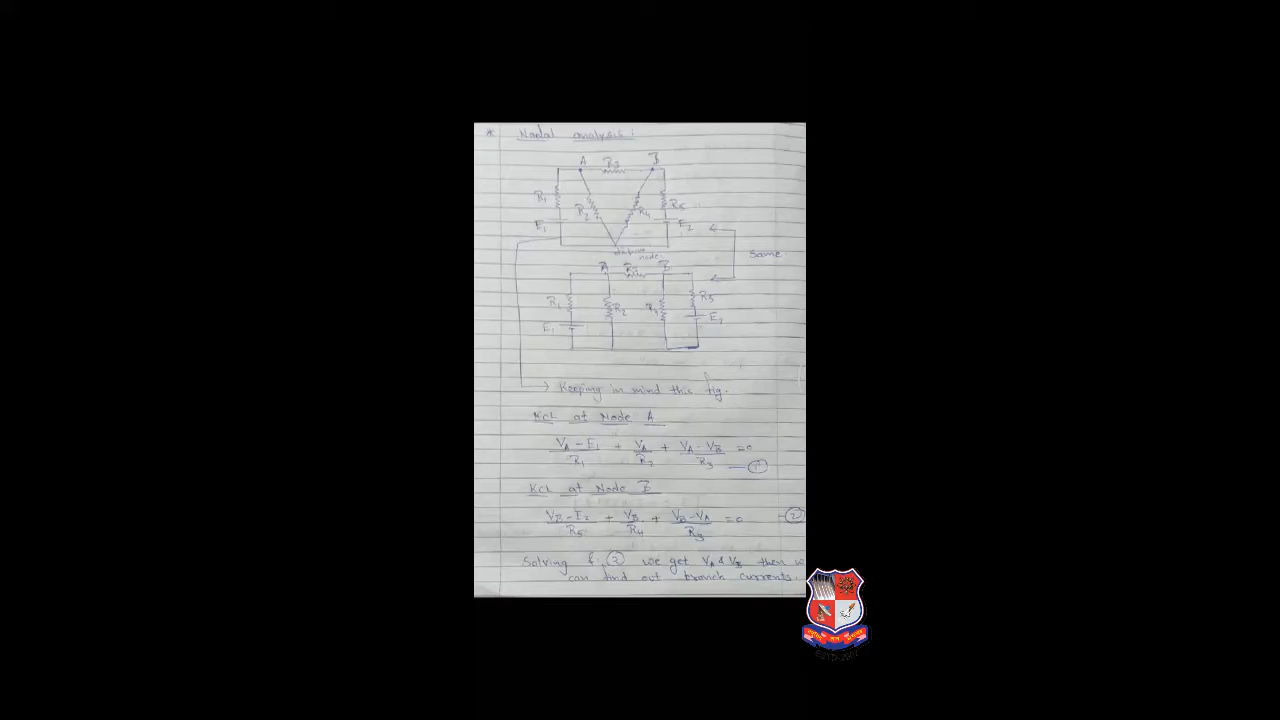 * Nodal analysis:
A R3 B
R1 R2 R4 R5
E1 E2
node.
Same
A R3 B
R1 R2 R4 R5
E1 E2
→ Keeping in mind this fig.
KCL at Node A
VA - E1 / R1 + VA / R2 + VA - VB / R3 = 0 — 1
KCL at Node B
VB - E2 / R5 + VB / R4 + VB - VA / R3 = 0 - 2
Solving & 2 we get VA & VB then
can find out branch currents.